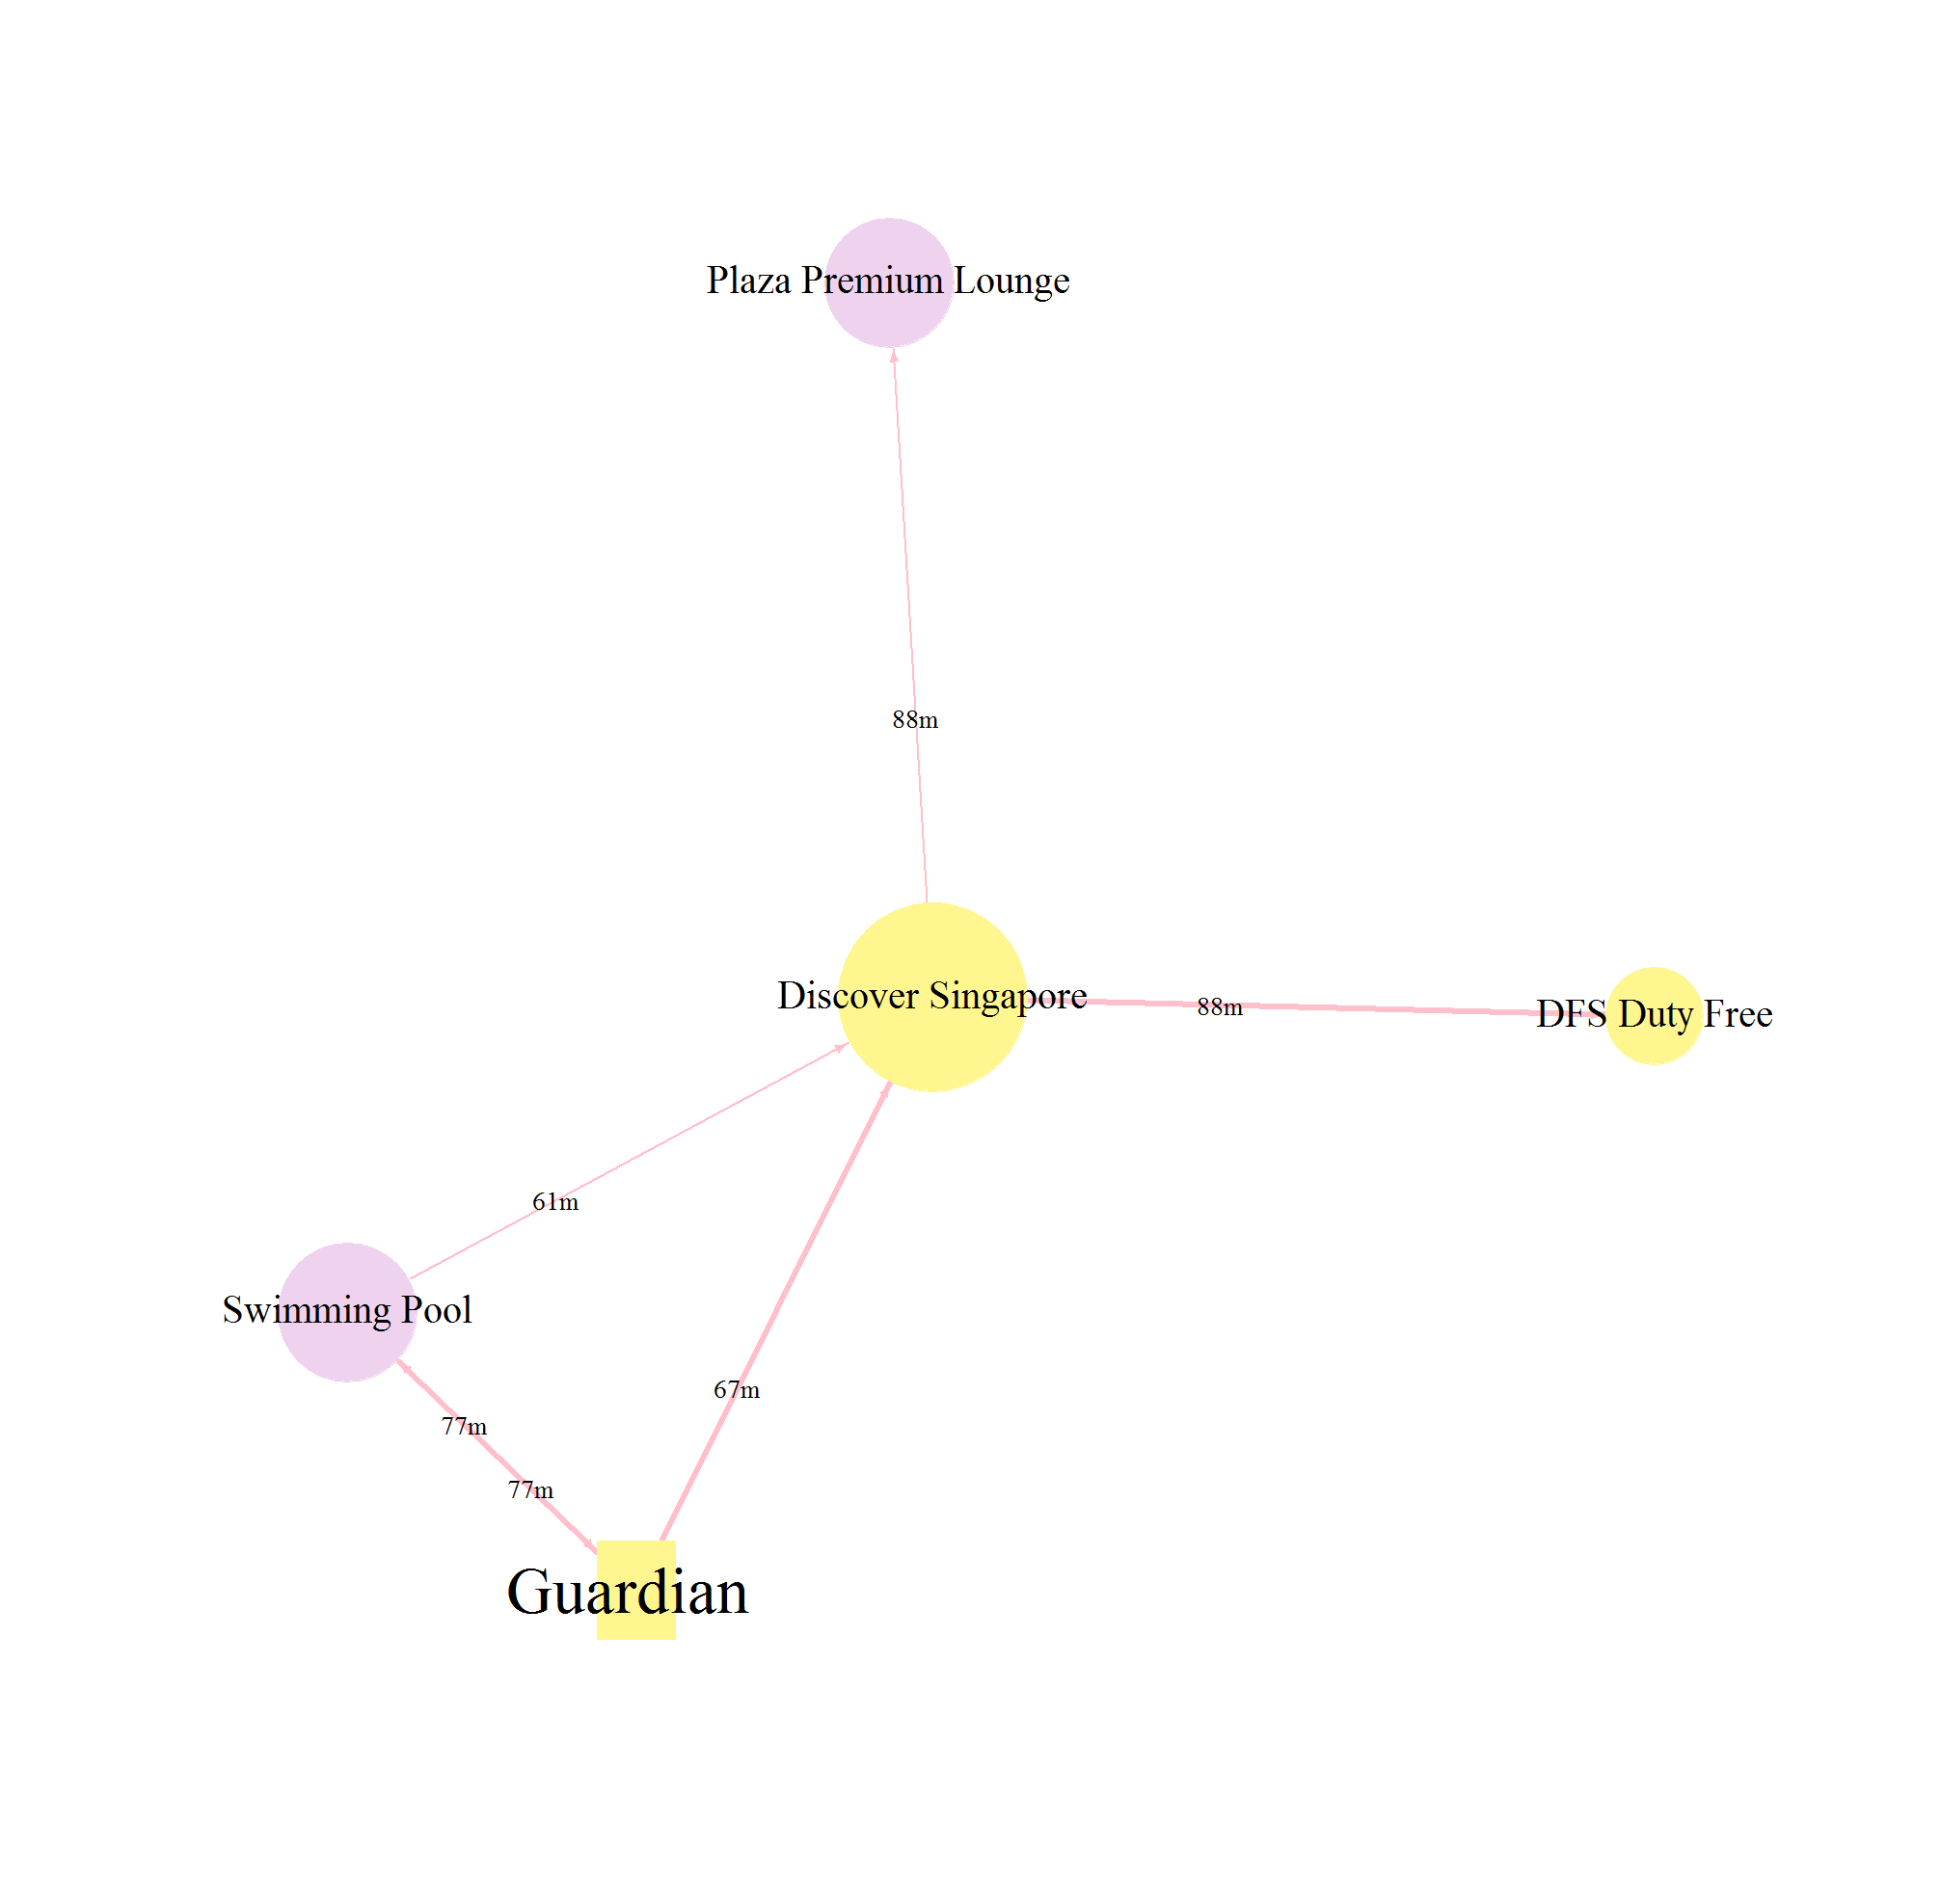 Plaza Premium Lounge
88m
Discover Singapore
88m
DFS Duty Free
61m
Swimming Pool
67m
77m
77m
Guardian